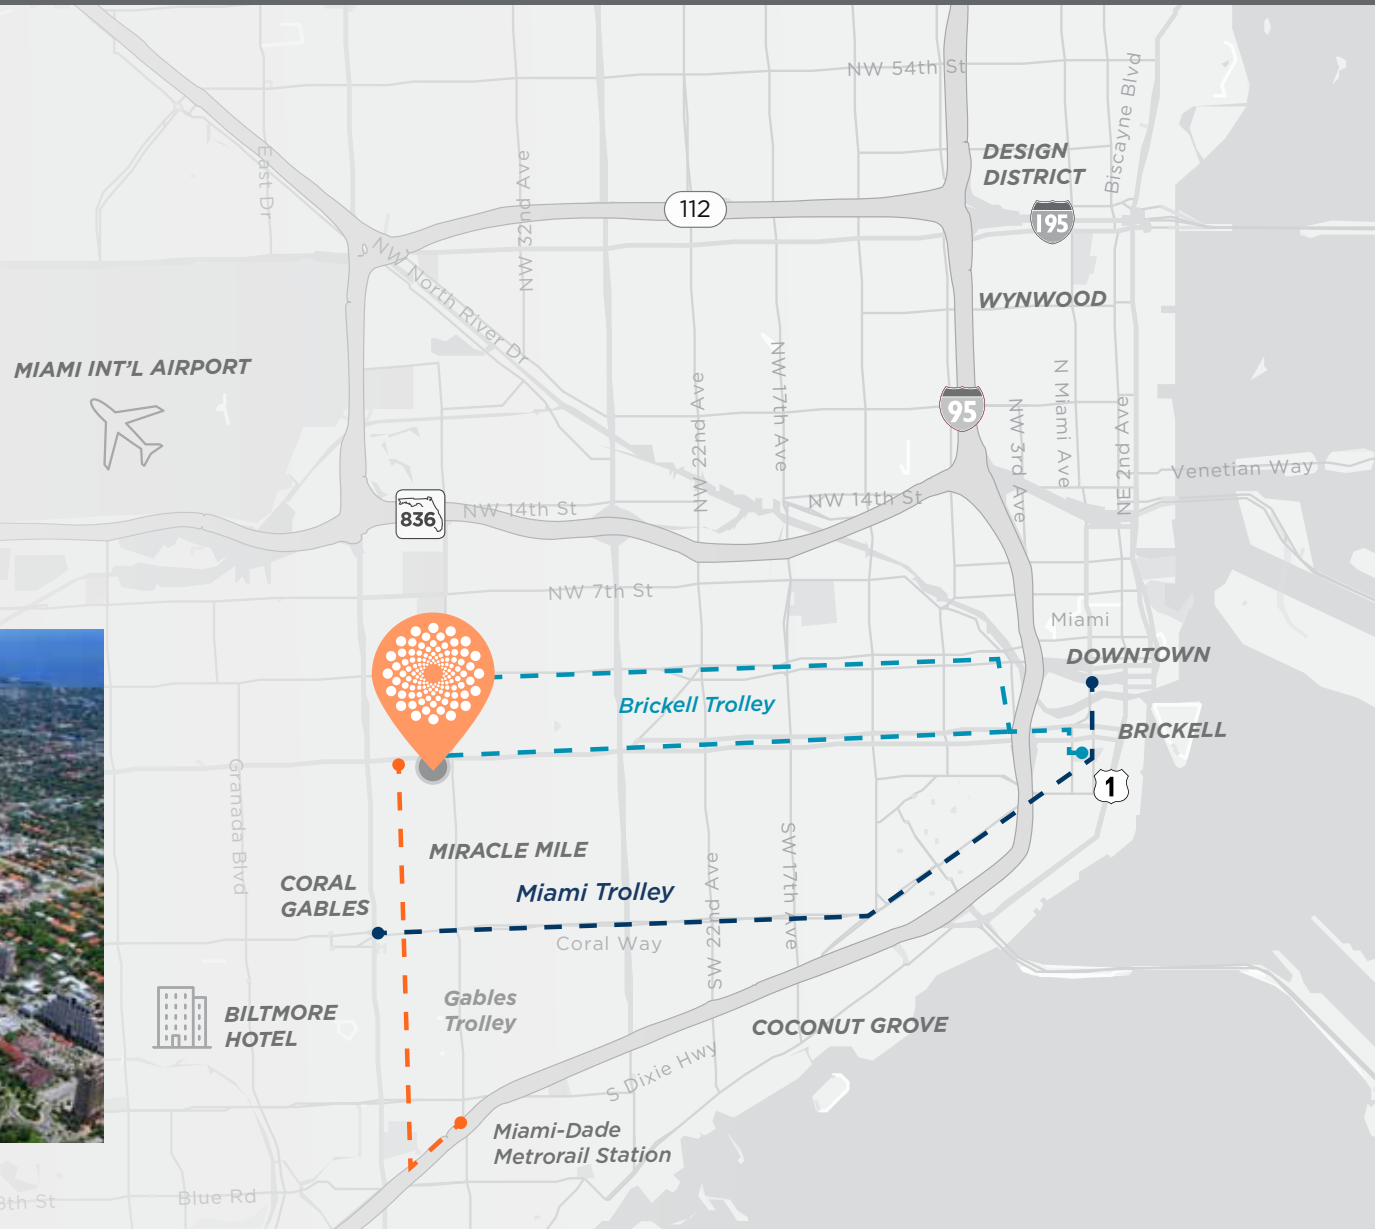 NW 54th St
Biscayne Blvd
DESIGN
DISTRICT
East Dr
NW 32nd Ave
112
195
NW North River Dr
WYNWOOD
MIAMI INT'L AIRPORT
NW 17th Ave
N Miami Ave
NW 22nd Ave
95
NW 3rd Ave
NE 2nd Ave
Venetian Way
836
NW 14th St
NW 14th St
NW 7th St
Miami
DOWNTOWN
Brickell Trolley
BRICKELL
1
Granada Blvd
MIRACLE MILE
SW 17th Ave
SW 22nd Ave
CORAL
GABLES
Miami Trolley
Coral Way
Gables
Trolley
BILTMORE
HOTEL
COCONUT GROVE
S Dixie Hwy
Miami-Dade
Metrorail Station
8th St
Blue Rd